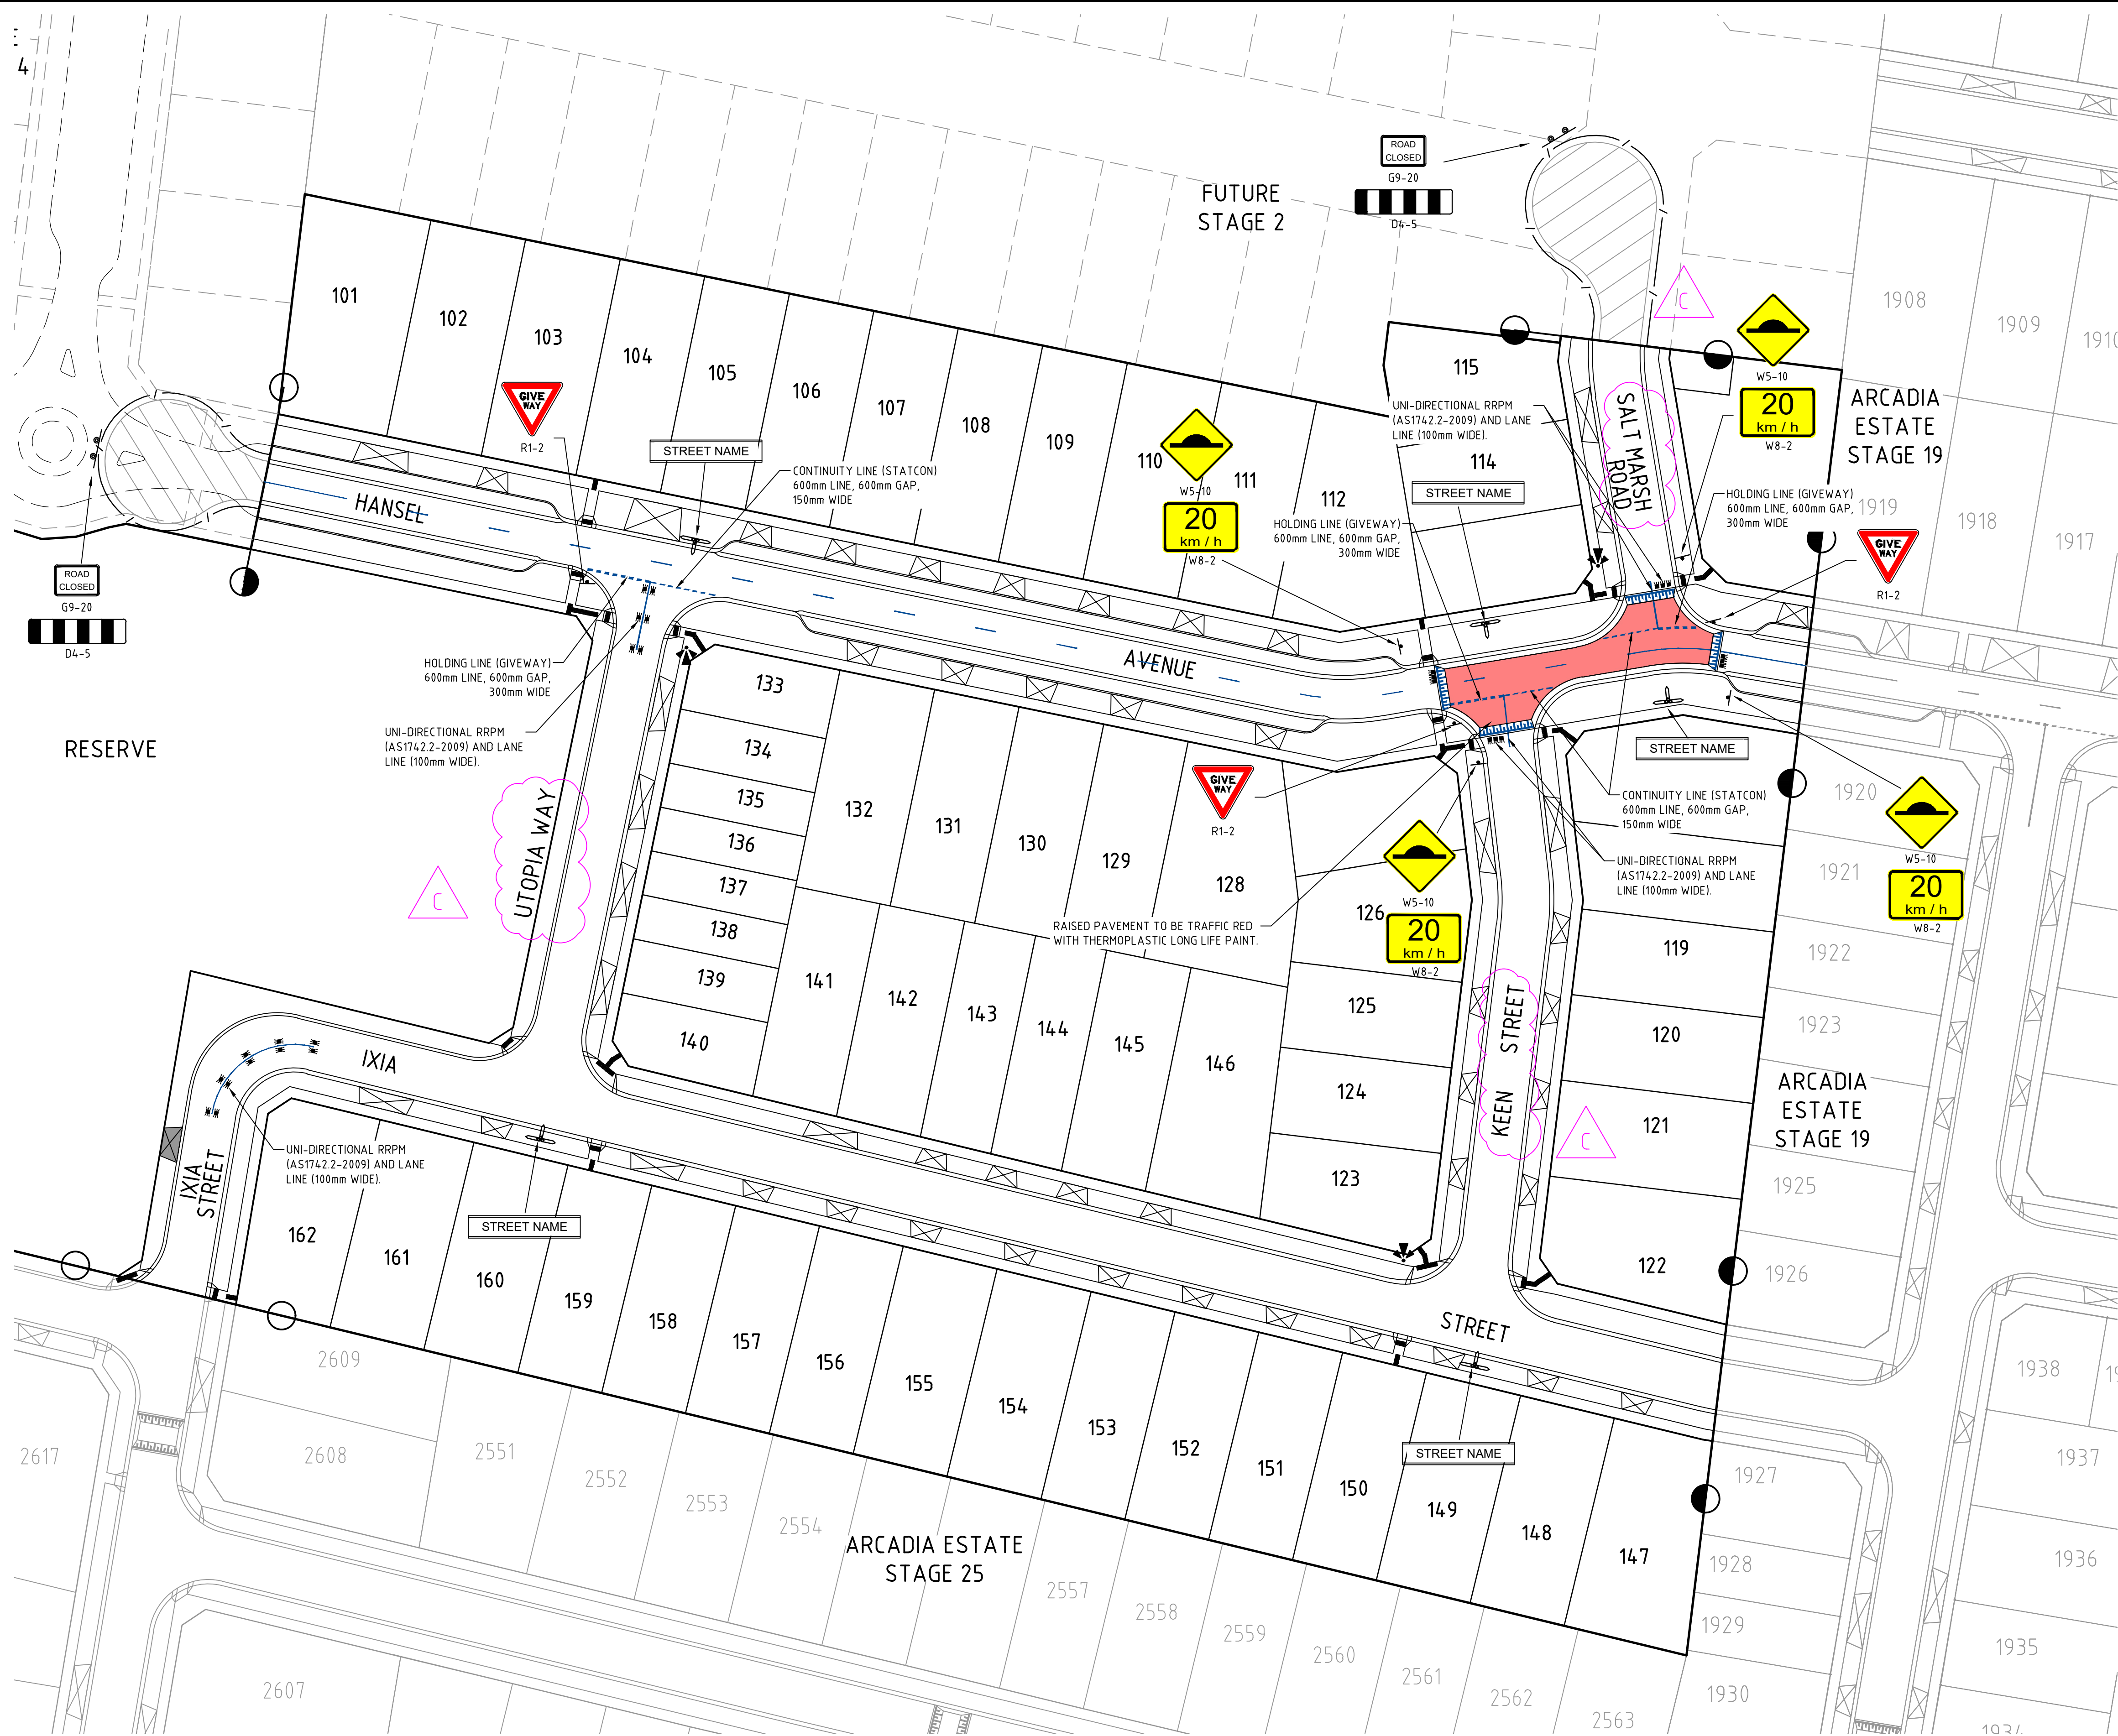 E
4
FUTURE
STAGE 2
ROAD
CLOSED
G9-20
D4-5
C
W5-10
20
km / h
W8-2
ARCADIA
ESTATE
STAGE 19
1908
1909
1910
1919
1918
1917
101
102
103
104
105
106
107
108
109
110
111
112
115
114
GIVE
WAY
R1-2
STREET NAME
CONTINUITY LINE (STATCON)
600mm LINE, 600mm GAP,
150mm WIDE
W5-10
20
km / h
W8-2
UNI-DIRECTIONAL RRPM
(AS1742.2-2009) AND LANE
LINE (100mm WIDE).
STREET NAME
HOLDING LINE (GIVEWAY)
600mm LINE, 600mm GAP,
300mm WIDE
SALT MARSH
ROAD
HOLDING LINE (GIVEWAY)
600mm LINE, 600mm GAP,
300mm WIDE
GIVE
WAY
R1-2
HANSEL
AVENUE
ROAD
CLOSED
G9-20
D4-5
HOLDING LINE (GIVEWAY)
600mm LINE, 600mm GAP,
300mm WIDE
UNI-DIRECTIONAL RRPM
(AS1742.2-2009) AND LANE
LINE (100mm WIDE).
RESERVE
UTOPIA WAY
C
133
134
135
136
137
138
139
140
132
131
130
129
128
126
125
124
123
141
142
143
144
145
146
GIVE
WAY
R1-2
RAISED PAVEMENT TO BE TRAFFIC RED
WITH THERMOPLASTIC LONG LIFE PAINT.
W5-10
20
km / h
W8-2
STREET NAME
CONTINUITY LINE (STATCON)
600mm LINE, 600mm GAP,
150mm WIDE
UNI-DIRECTIONAL RRPM
(AS1742.2-2009) AND LANE
LINE (100mm WIDE).
W5-10
20
km / h
W8-2
KEEN STREET
C
119
120
121
122
1920
1921
1922
1923
1925
1926
ARCADIA
ESTATE
STAGE 19
IXIA
IXIA
STREET
UNI-DIRECTIONAL RRPM
(AS1742.2-2009) AND LANE
LINE (100mm WIDE).
STREET NAME
STREET
STREET NAME
162
161
160
159
158
157
156
155
154
153
152
151
150
149
148
147
2617
2609
2608
2607
2551
2552
2553
2554
ARCADIA ESTATE
STAGE 25
2557
2558
2559
2560
2561
2562
2563
1927
1928
1929
1930
1938
1937
1936
1935
1934